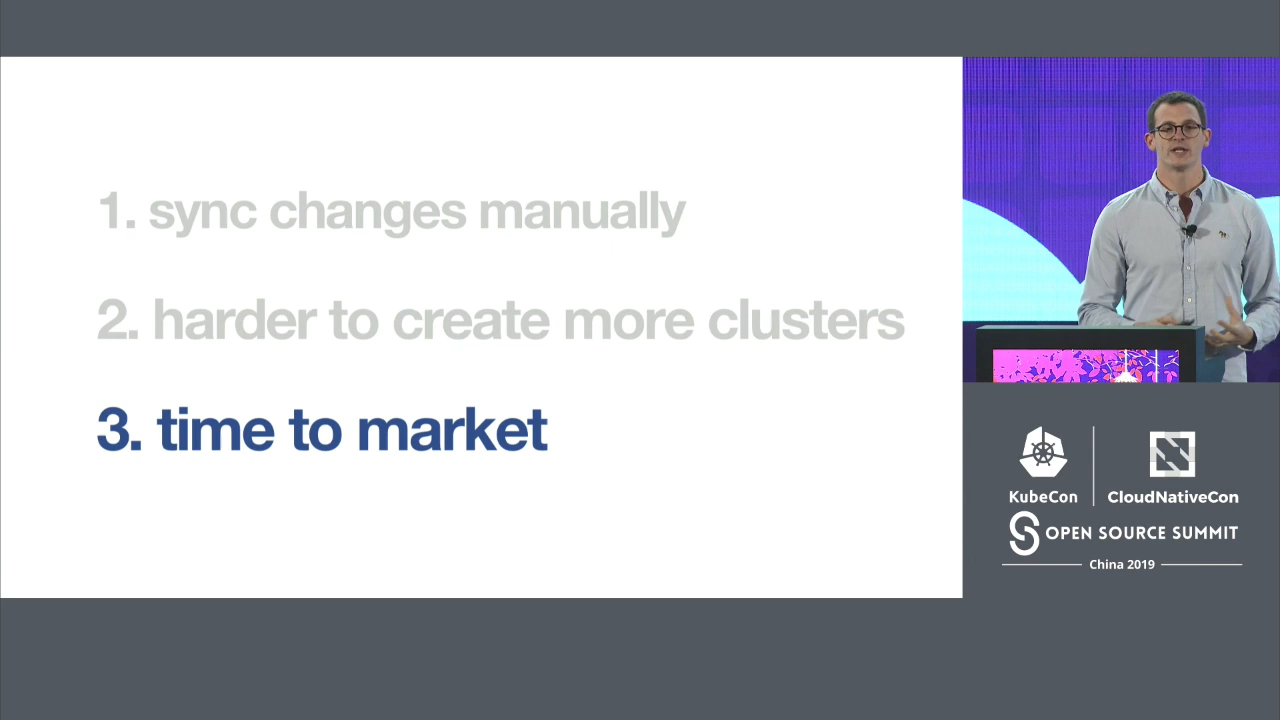 1. sync changes manually
2. harder to create more clusters
3. time to market
KubeCon
CloudNativeCon
OPEN SOURCE SUMMIT
China 2019